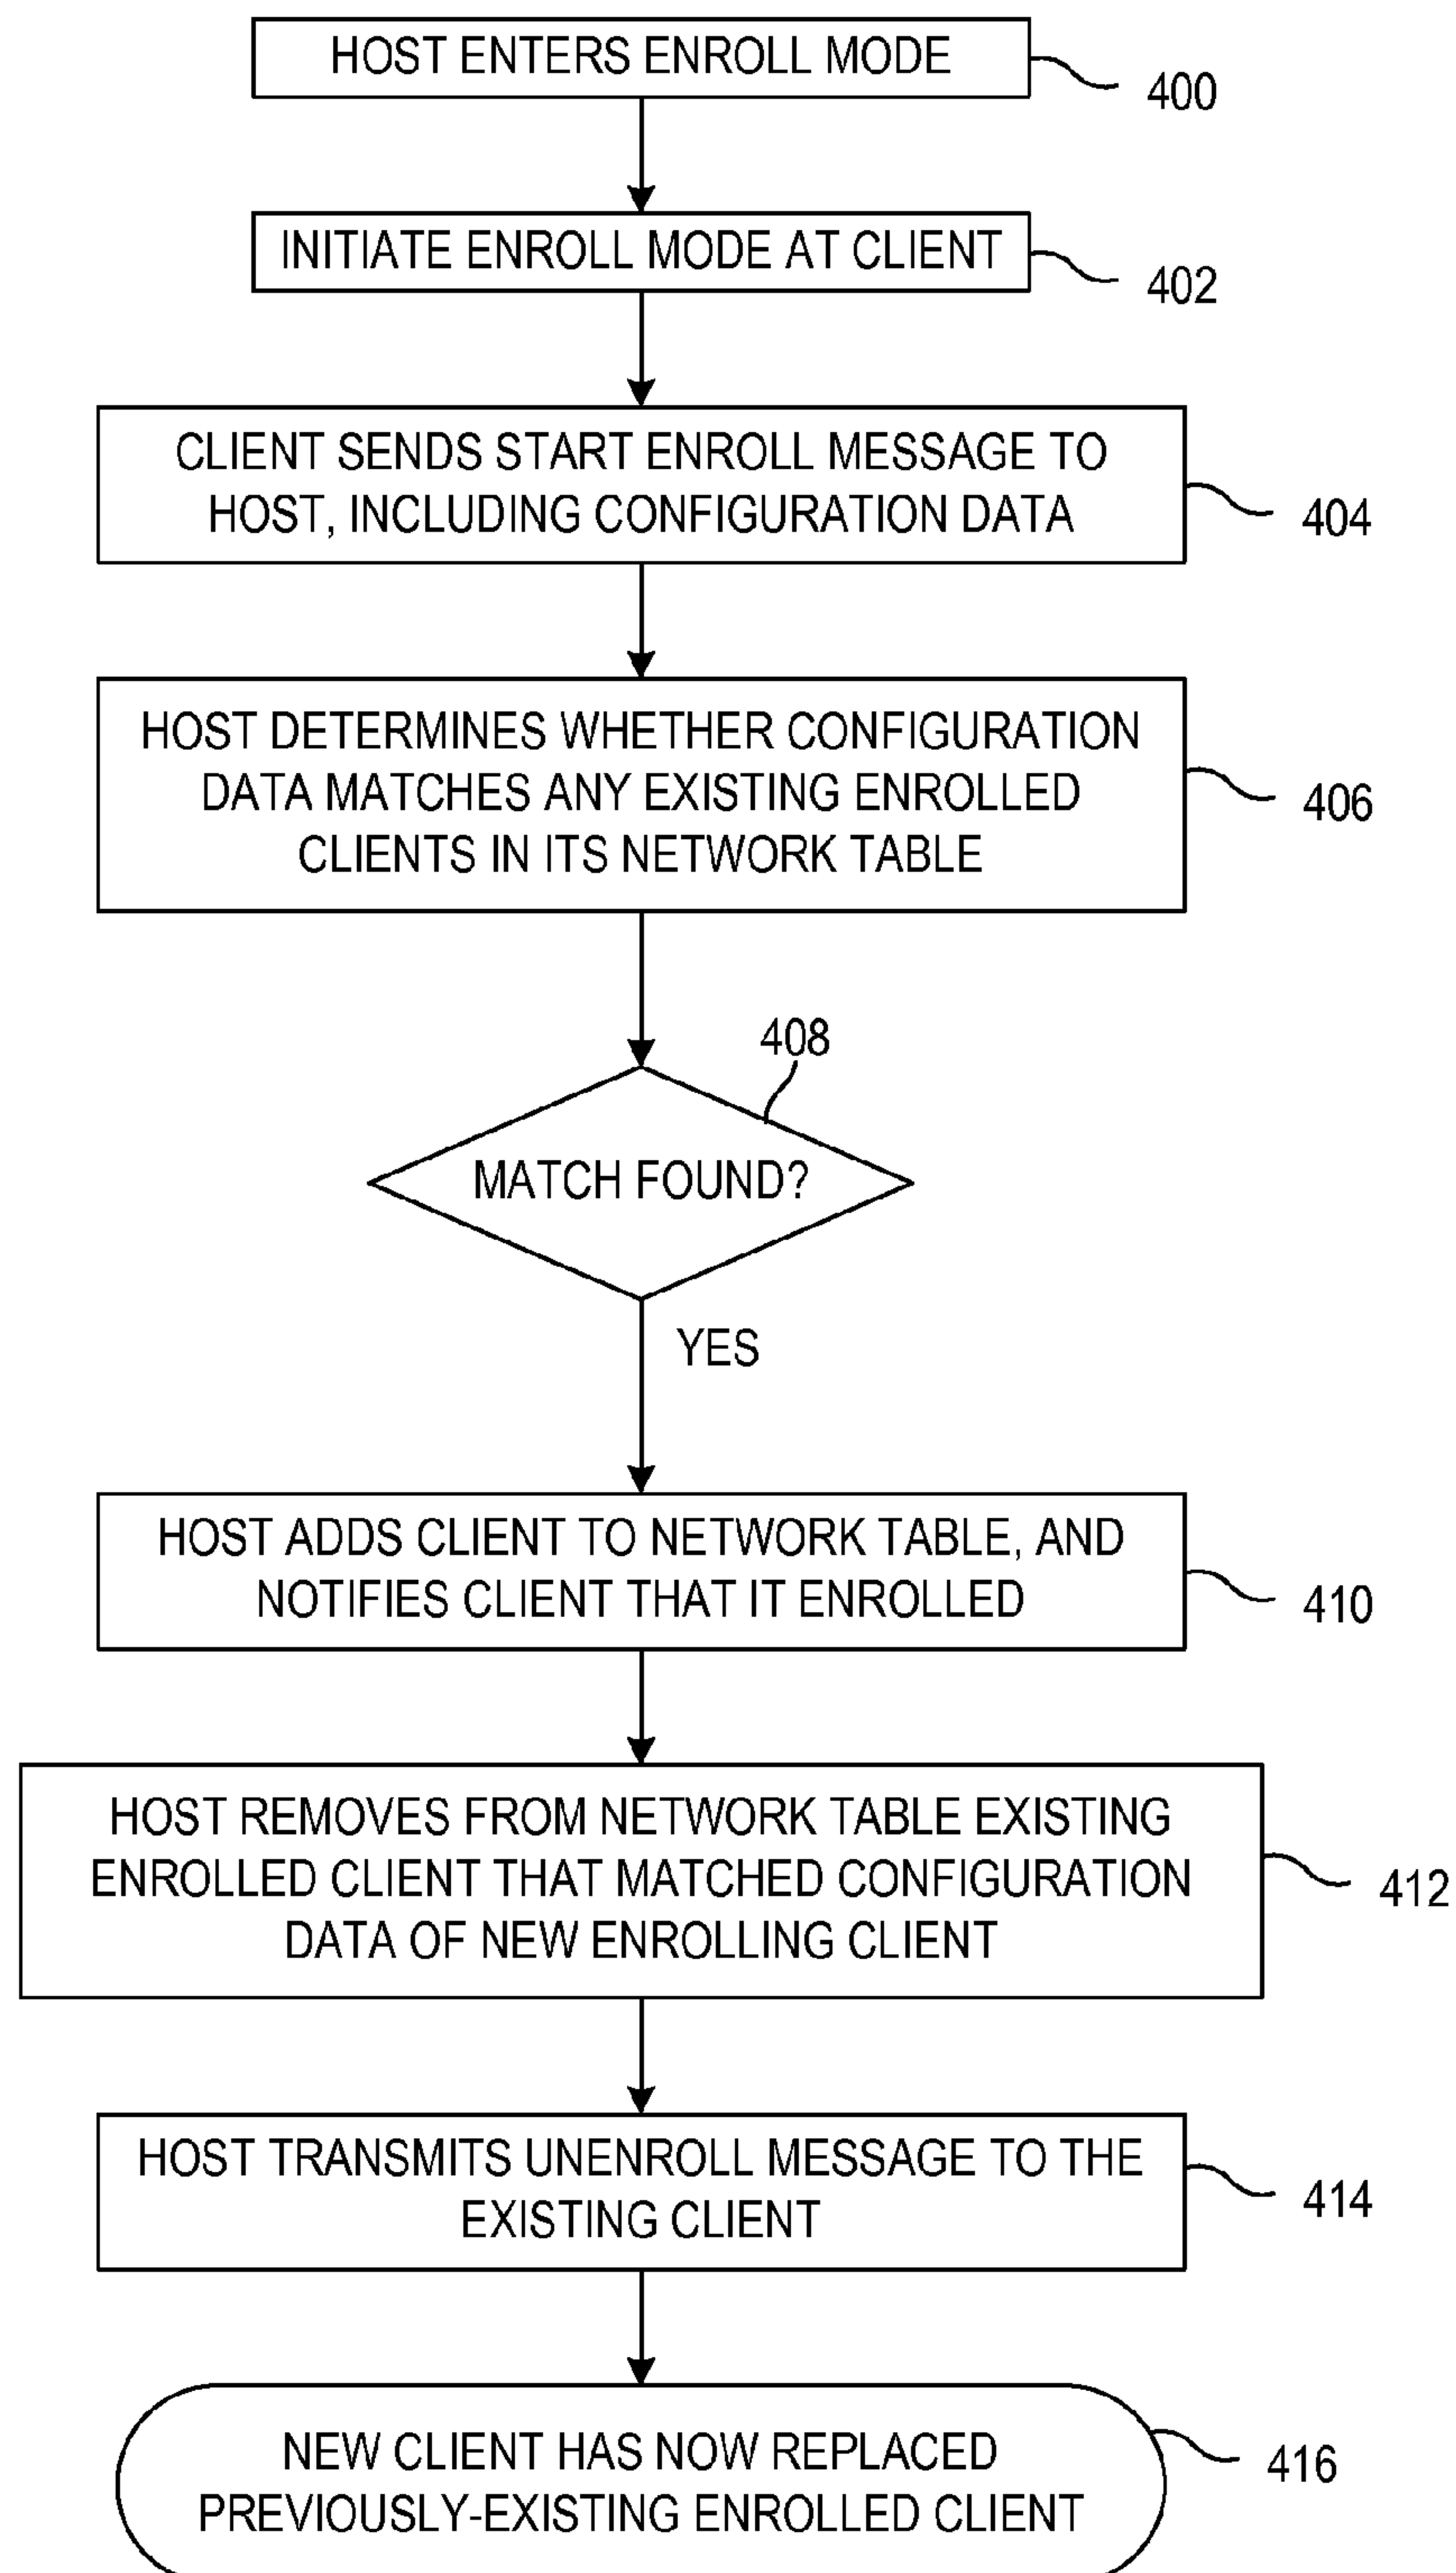 HOST ENTERS ENROLL MODE
400
INITIATE ENROLL MODE AT CLIENT
402
CLIENT SENDS START ENROLL MESSAGE TO
HOST, INCLUDING CONFIGURATION DATA
404
HOST DETERMINES WHETHER CONFIGURATION
DATA MATCHES ANY EXISTING ENROLLED
CLIENTS IN ITS NETWORK TABLE
406
408
MATCH FOUND?
YES
HOST ADDS CLIENT TO NETWORK TABLE, AND
NOTIFIES CLIENT THAT IT ENROLLED
410
HOST REMOVES FROM NETWORK TABLE EXISTING
ENROLLED CLIENT THAT MATCHED CONFIGURATION
DATA OF NEW ENROLLING CLIENT
412
HOST TRANSMITS UNENROLL MESSAGE TO THE
EXISTING CLIENT
414
NEW CLIENT HAS NOW REPLACED
PREVIOUSLY-EXISTING ENROLLED CLIENT
416